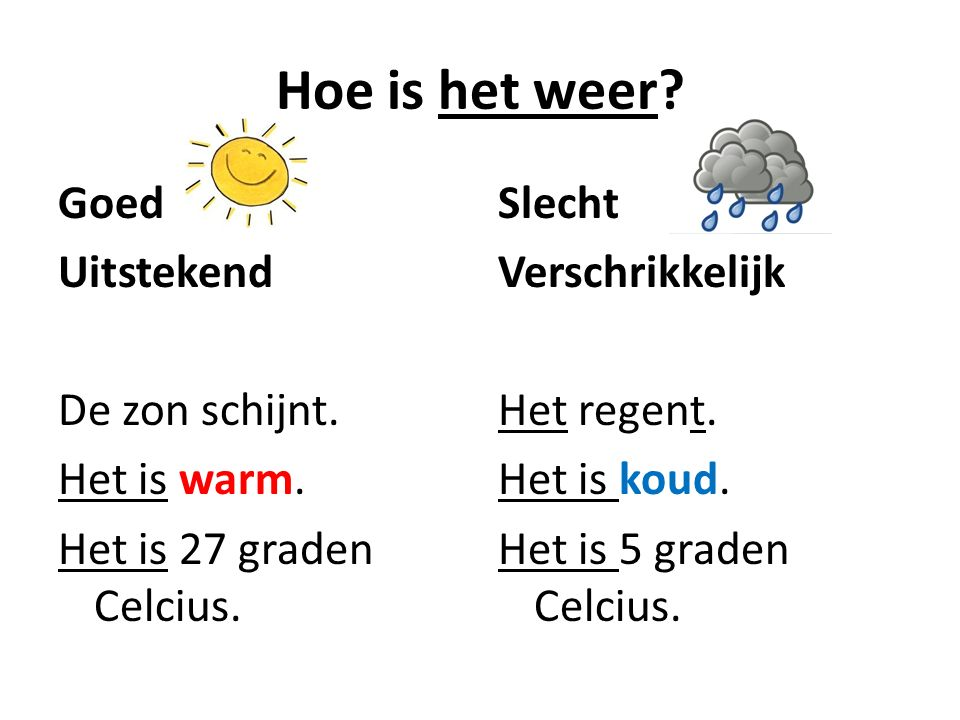 Hoe is het weer?
Goed
Uitstekend
De zon schijnt.
Het is warm.
Het is 27 graden
Celcius.
Slecht
Verschrikkelijk
Het regent.
Het is koud.
Het is 5 graden
Celcius.